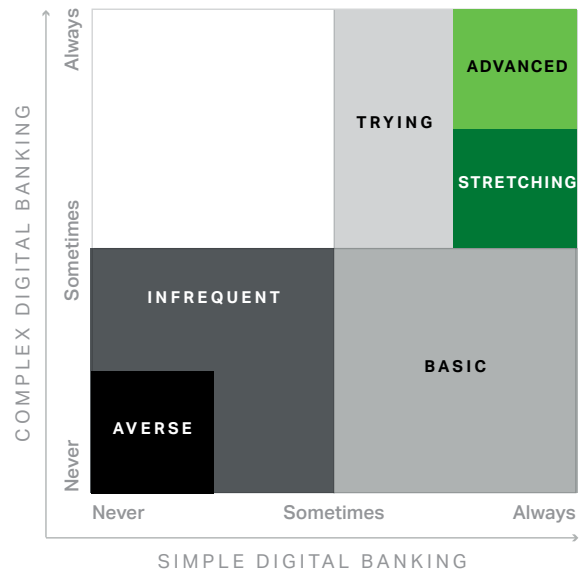 COMPLEX DIGITAL BANKING
Always
Sometimes
Never
ADVANCED
TRYING
STRETCHING
INFREQUENT
BASIC
AVERSE
Never Sometimes Always
SIMPLE DIGITAL BANKING